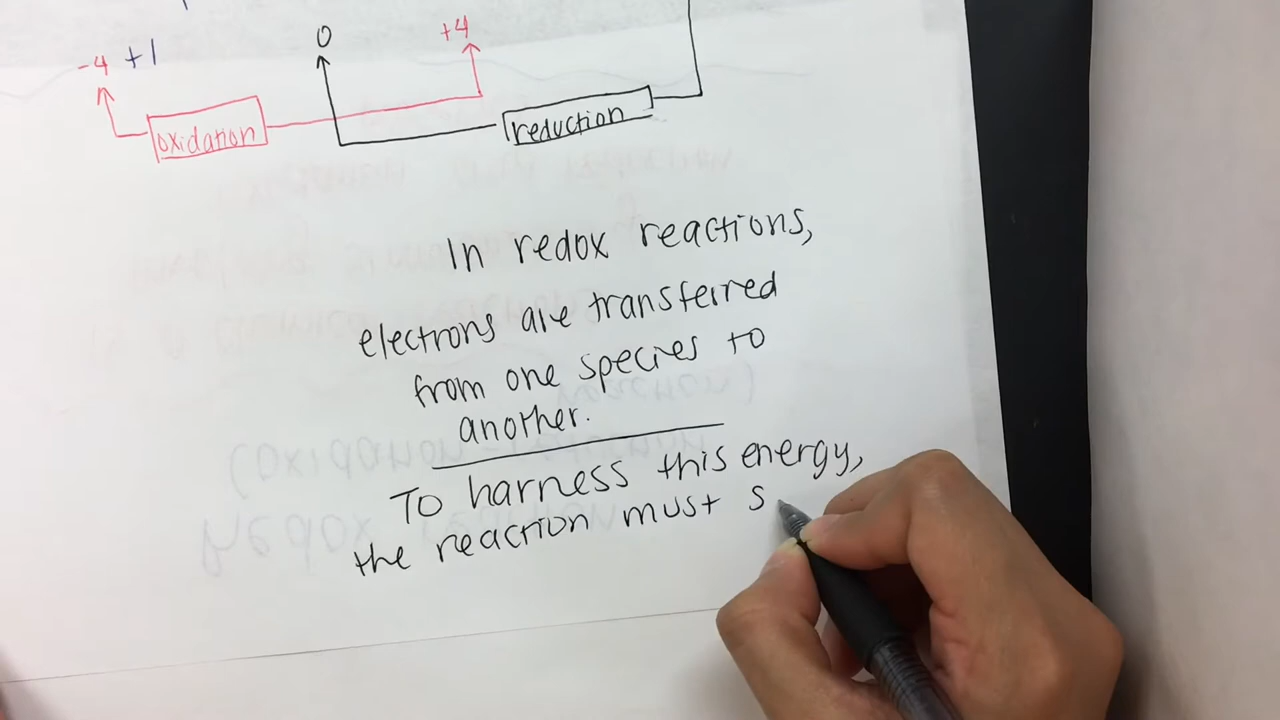 -4 +1 0 +4
oxidation reduction
In redox reactions,
electrons are transferred
from one species to
another.
To harness this energy,
the reaction must s